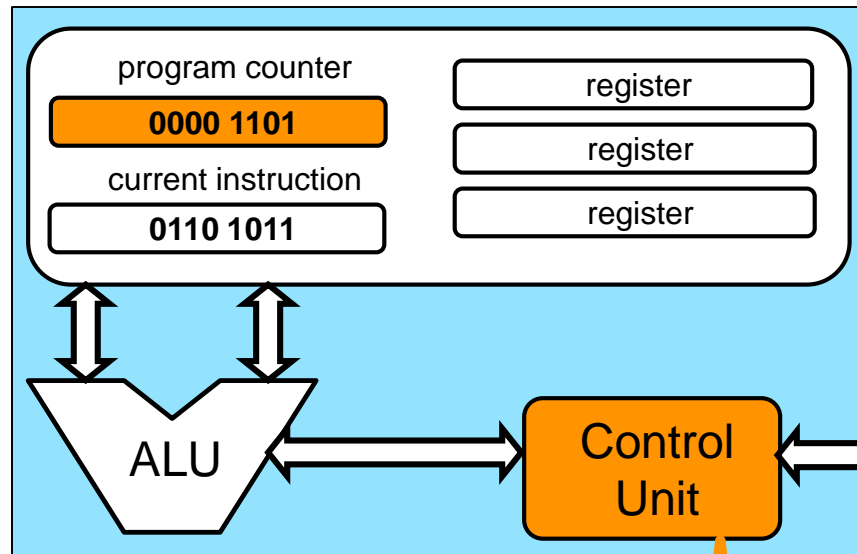 program counter
0000 1101
current instruction
0110 1011
register
register
register
ALU
Control
Unit